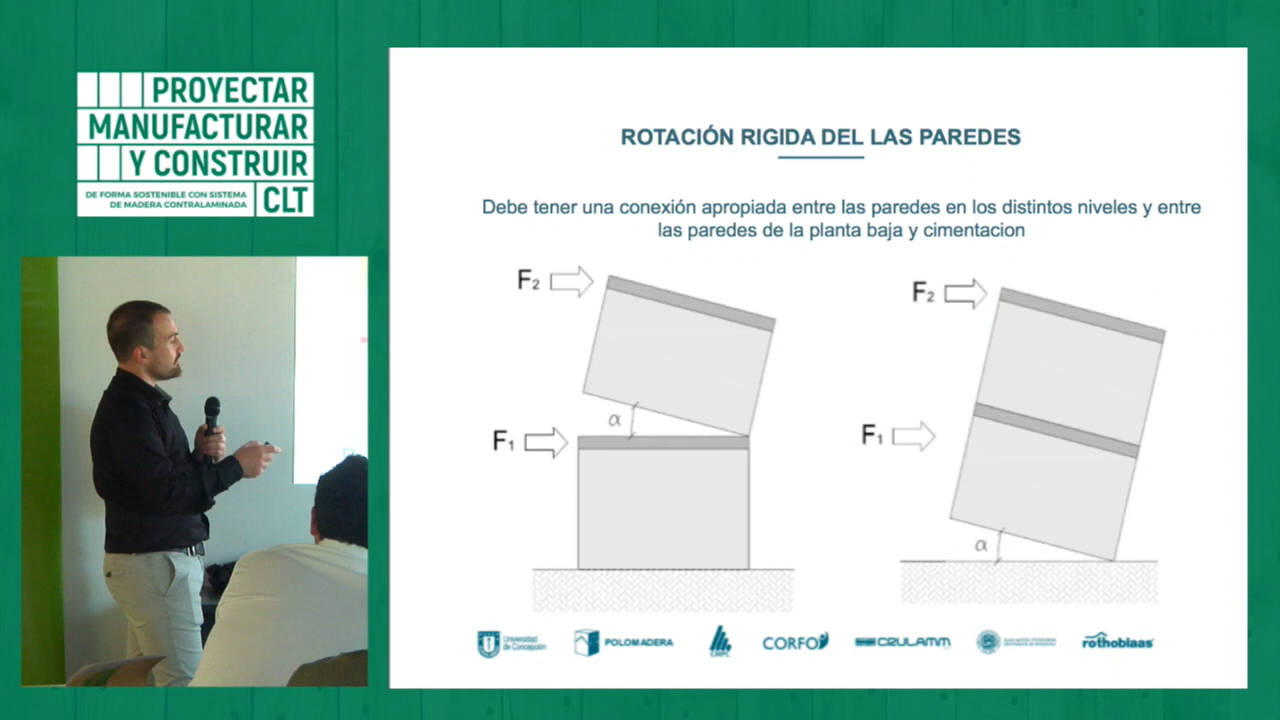 PROYECTAR
MANUFACTURAR
Y CONSTRUIR
DE FORMA SOSTENIBLE CON SISTEMA
DE MADERA CONTRALAMINADA
CLT
ROTACIÓN RIGIDA DEL LAS PAREDES
Debe tener una conexión apropiada entre las paredes en los distintos niveles y entre
las paredes de la planta baja y cimentacion
F2
F2
α
F1
F1
α
Universidad
de Concepción
POLOMADERA
CMPC
CORFO
CRULAMM
rothoblaas